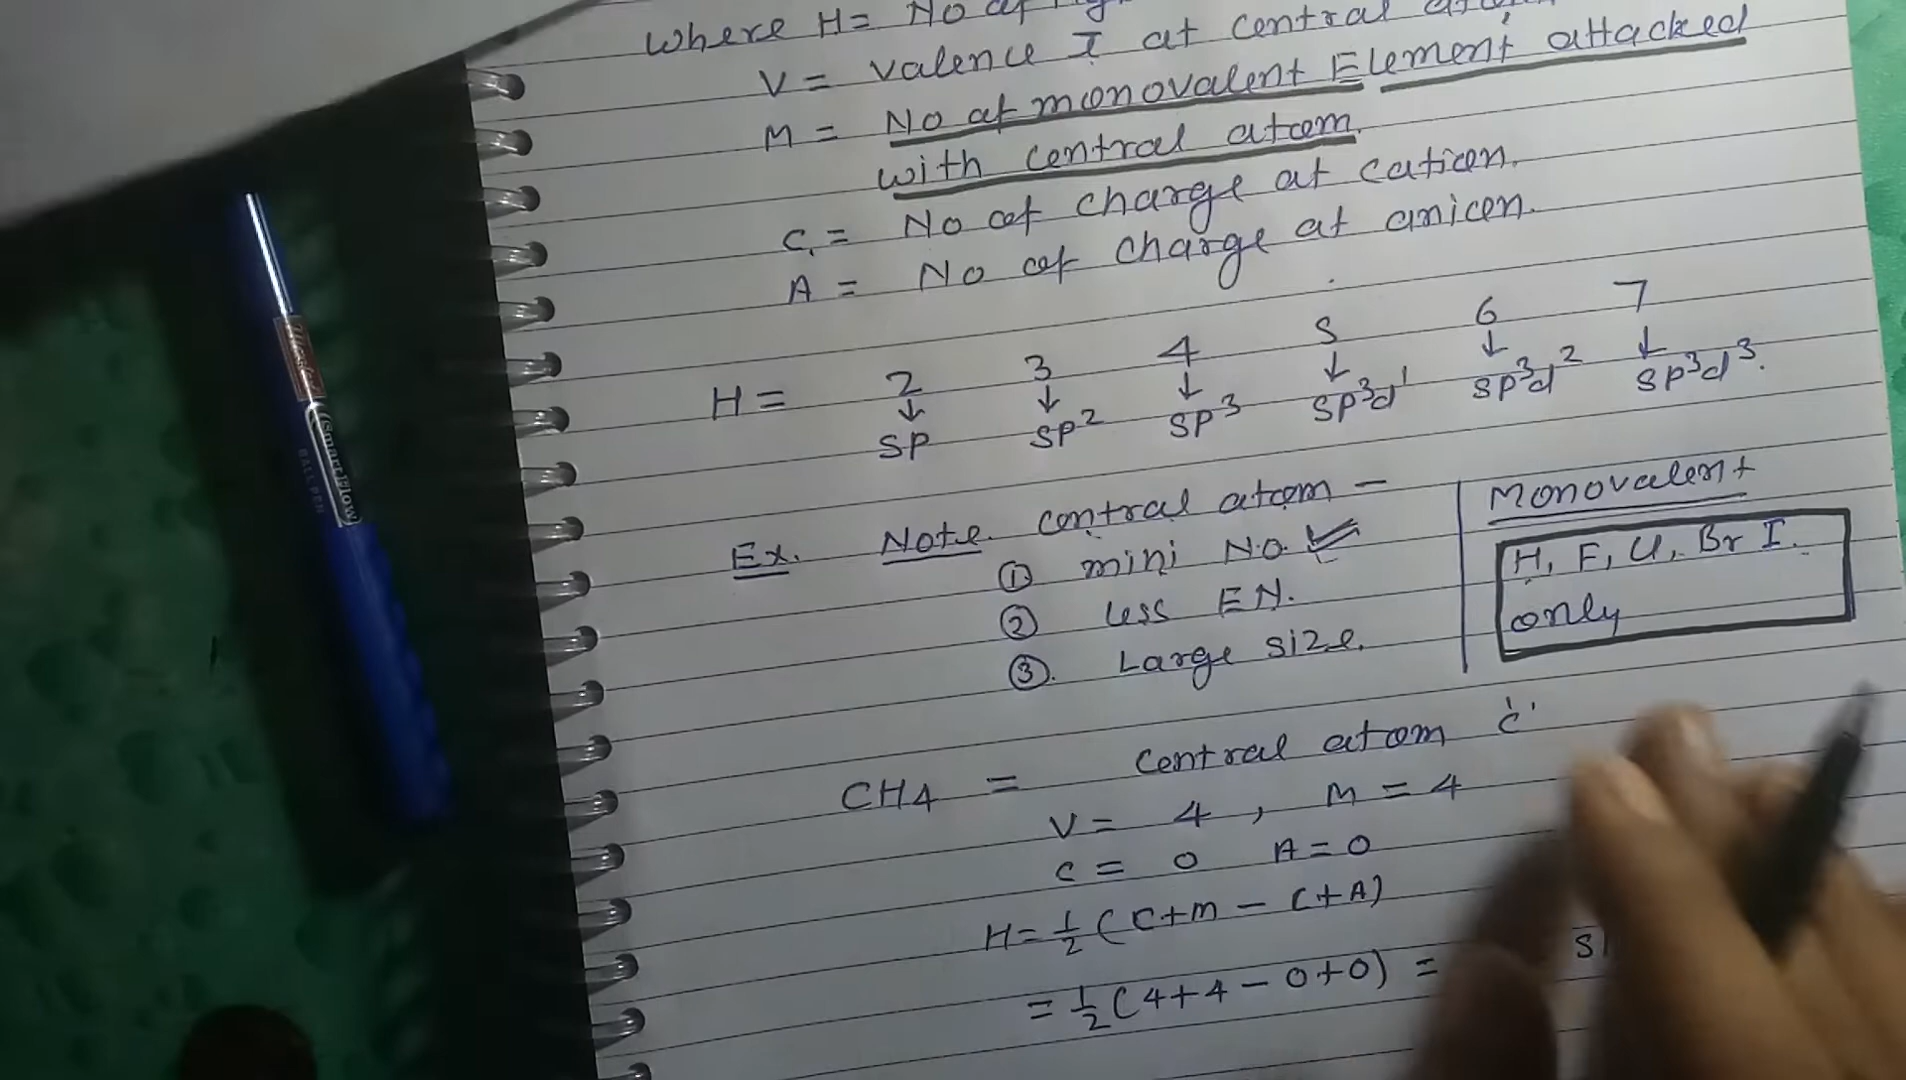 where H = No of
V = valence I at central
M = No of monovalent Element attacked
with central atom.
C = No of charge at cation.
A = No of charge at anion.
H = 2 3 4 5 6 7
↓ ↓ ↓ ↓ ↓ ↓
SP SP² SP³ SP³d¹ SP³d² SP³d³.
Ex. Note. central atom -
① mini N.O.
② Less EN.
③. Large size.
Monovalent
H, F, Cl, Br I.
only
CH4 = central atom 'c'
V = 4 , M = 4
C = 0 A = 0
H = 1/2 (C+M - C+A)
= 1/2 (4+4 - 0+0) =
SmartFlow
BALL PEN